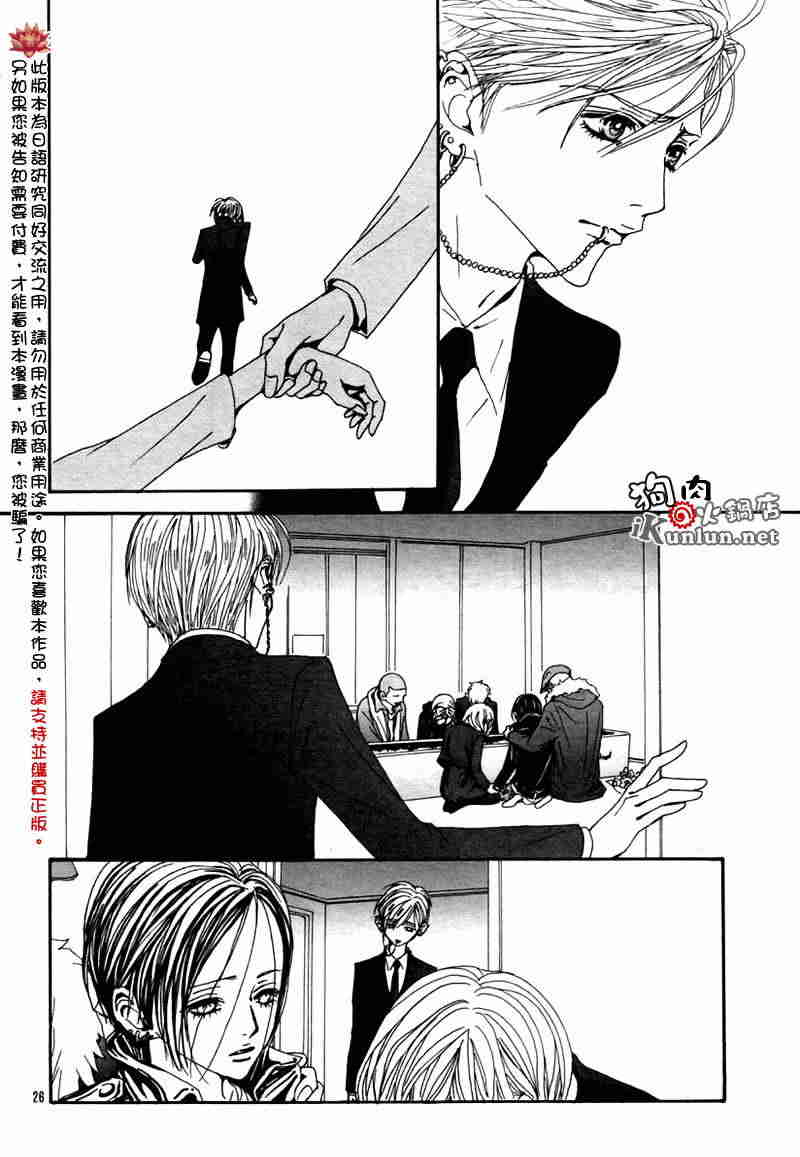 此版本為日語研究同好交流之用，請勿用於任何商業用途。如果您喜歡本作品，請支持並購買正版。
另如果您被告知需要付費，才能看到本漫畫，那麼，您被騙了！
狗肉
火鍋店
iKunlun.net
26